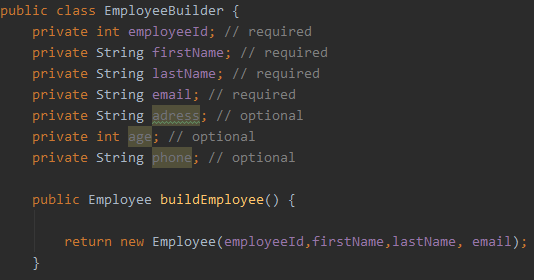 public class EmployeeBuilder {
private int employeeId; // required
private String firstName; // required
private String lastName; // required
private String email; // required
private String adress; // optional
private int age; // optional
private String phone; // optional
public Employee buildEmployee() {
return new Employee(employeeId,firstName,lastName, email);
}